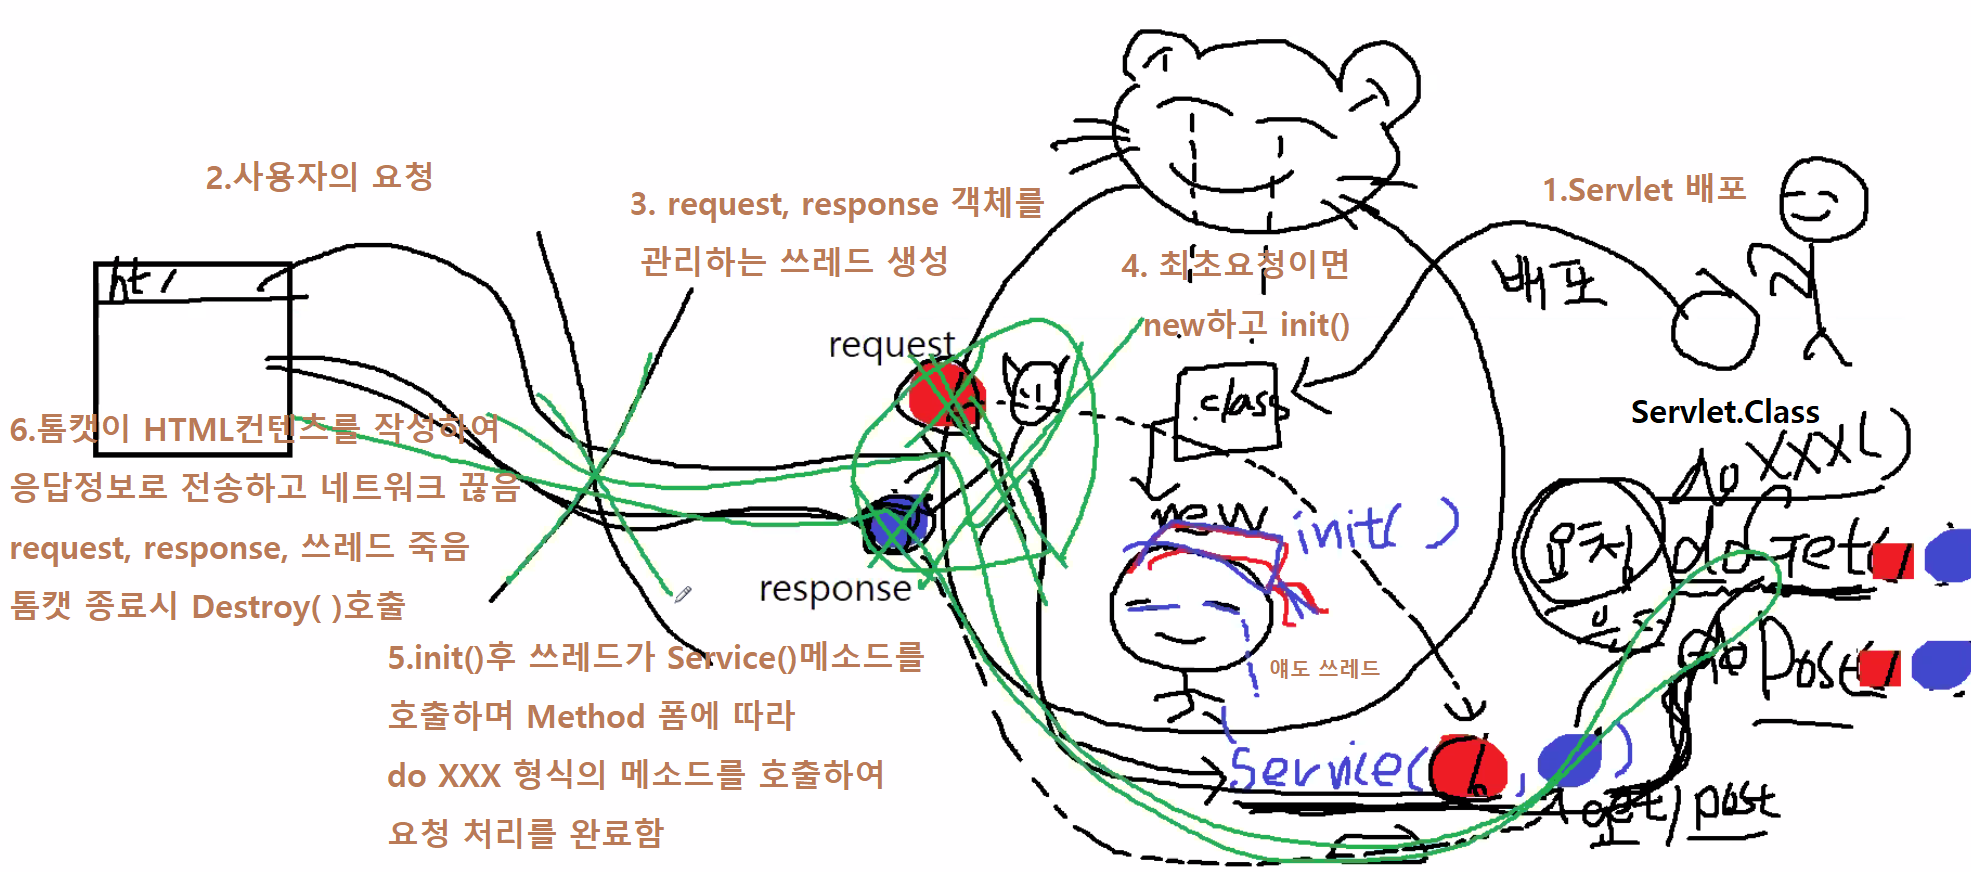 1.Servlet 배포
2.사용자의 요청
3. request, response 객체를
관리하는 쓰레드 생성
4. 최초요청이면
new하고 init()
배포
request
.class
Servlet.Class
do XXX( )
6.톰캣이 HTML컨텐츠를 작성하여
응답정보로 전송하고 네트워크 끊음
request, response, 쓰레드 죽음
톰캣 종료시 Destroy( )호출
new
init( )
요청
doGet(
response
5.init()후 쓰레드가 Service()메소드를
호출하며 Method 폼에 따라
do XXX 형식의 메소드를 호출하여
요청 처리를 완료함
얘도 쓰레드
doPost(
Service( , )
get/post